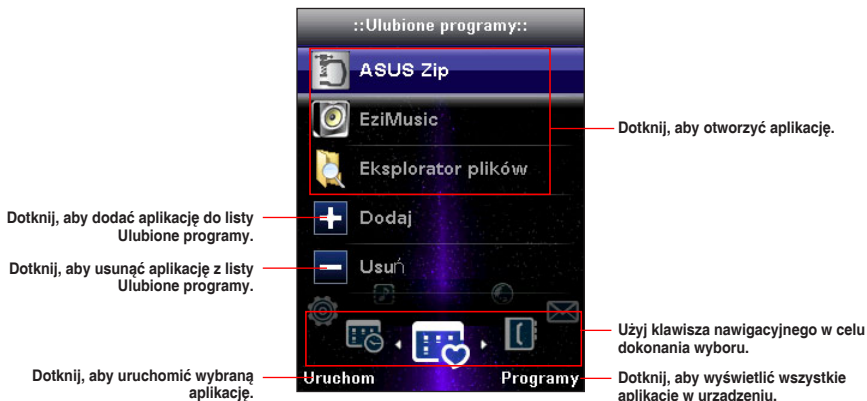 ::Ulubione programy::
ASUS Zip
EziMusic
Eksplorator plików
Dodaj
Usuń
Uruchom
Programy
Dotknij, aby otworzyć aplikację.
Dotknij, aby dodać aplikację do listy
Ulubione programy.
Dotknij, aby usunąć aplikację z listy
Ulubione programy.
Użyj klawisza nawigacyjnego w celu
dokonania wyboru.
Dotknij, aby uruchomić wybraną
aplikację.
Dotknij, aby wyświetlić wszystkie
aplikacje w urządzeniu.